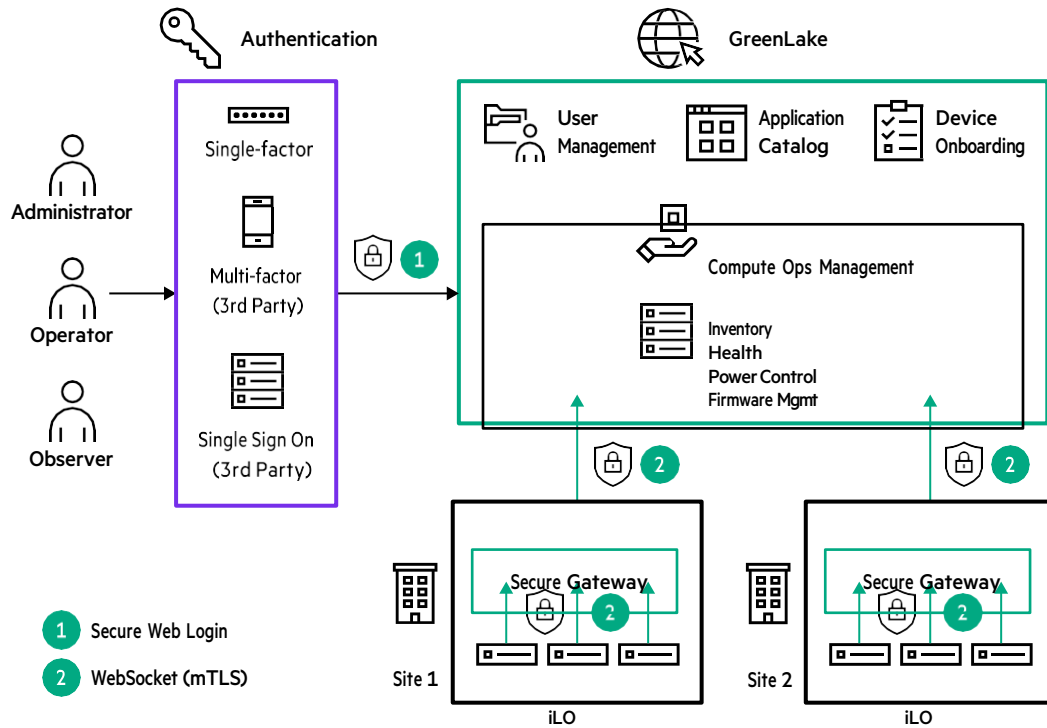 Authentication
GreenLake
Single-factor
Multi-factor
(3rd Party)
Single Sign On
(3rd Party)
Administrator
Operator
Observer
1
User
Management
Application
Catalog
Device
Onboarding
Compute Ops Management
Inventory
Health
Power Control
Firmware Mgmt
2
2
Secure Gateway
2
Site 1
iLO
Secure Gateway
2
Site 2
iLO
1 Secure Web Login
2 WebSocket (mTLS)